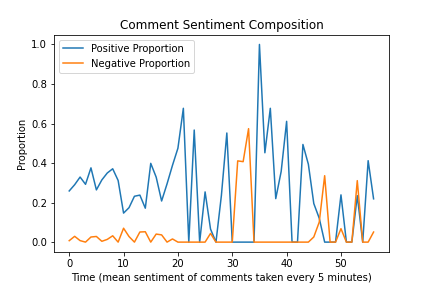 Comment Sentiment Composition
1.0
0.8
0.6
0.4
0.2
0.0
Proportion
Positive Proportion
Negative Proportion
0 10 20 30 40 50
Time (mean sentiment of comments taken every 5 minutes)